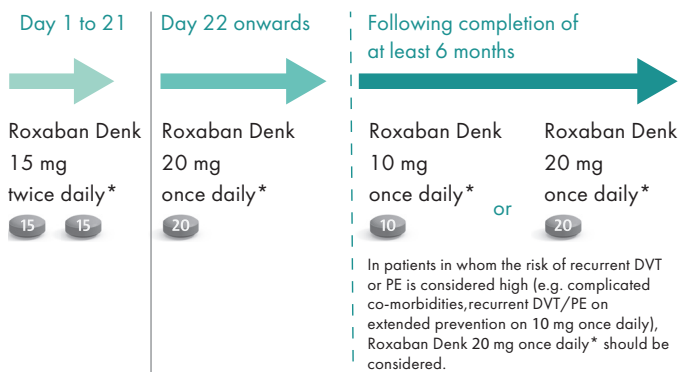 Day 1 to 21
Roxaban Denk
15 mg
twice daily*
15 15
Day 22 onwards
Roxaban Denk
20 mg
once daily*
20
Following completion of
at least 6 months
Roxaban Denk
10 mg
once daily*
10
or
Roxaban Denk
20 mg
once daily*
20
In patients in whom the risk of recurrent DVT
or PE is considered high (e.g. complicated
co-morbidities,recurrent DVT/PE on
extended prevention on 10 mg once daily),
Roxaban Denk 20 mg once daily* should be
considered.